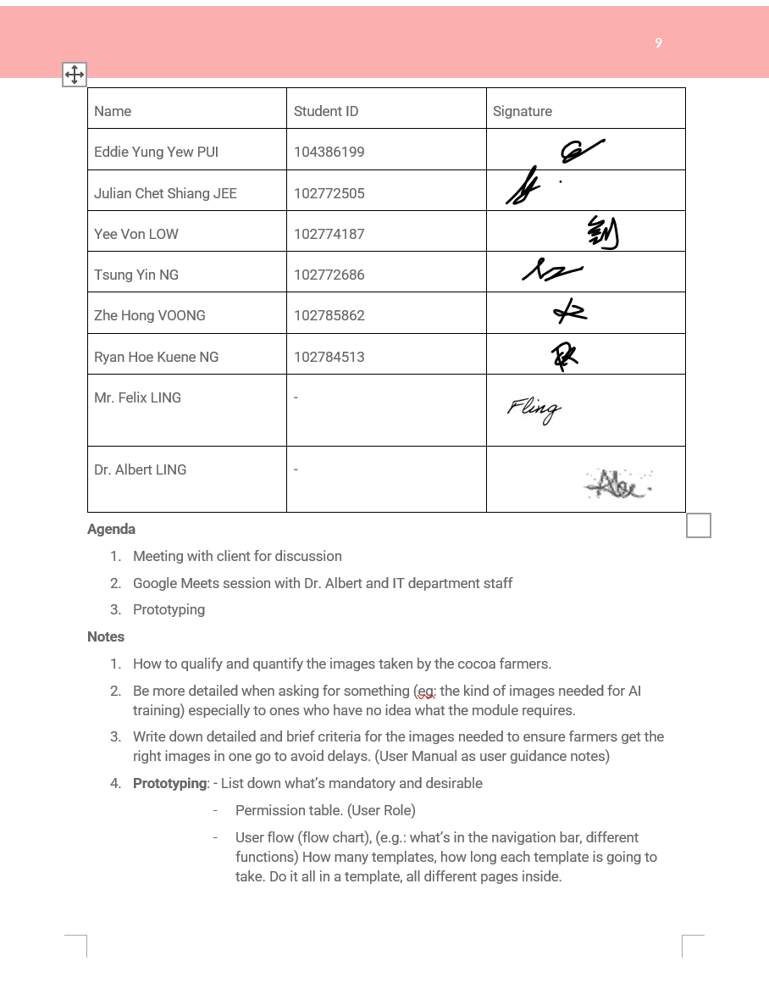 9
Name Student ID Signature
Eddie Yung Yew PUI 104386199
Julian Chet Shiang JEE 102772505
Yee Von LOW 102774187
Tsung Yin NG 102772686
Zhe Hong VOONG 102785862
Ryan Hoe Kuene NG 102784513
Mr. Felix LING - Fling
Dr. Albert LING -
Agenda
1. Meeting with client for discussion
2. Google Meets session with Dr. Albert and IT department staff
3. Prototyping
Notes
1. How to qualify and quantify the images taken by the cocoa farmers.
2. Be more detailed when asking for something (eg: the kind of images needed for AI
training) especially to ones who have no idea what the module requires.
3. Write down detailed and brief criteria for the images needed to ensure farmers get the
right images in one go to avoid delays. (User Manual as user guidance notes)
4. Prototyping: - List down what’s mandatory and desirable
- Permission table. (User Role)
- User flow (flow chart), (e.g.: what’s in the navigation bar, different
functions) How many templates, how long each template is going to
take. Do it all in a template, all different pages inside.